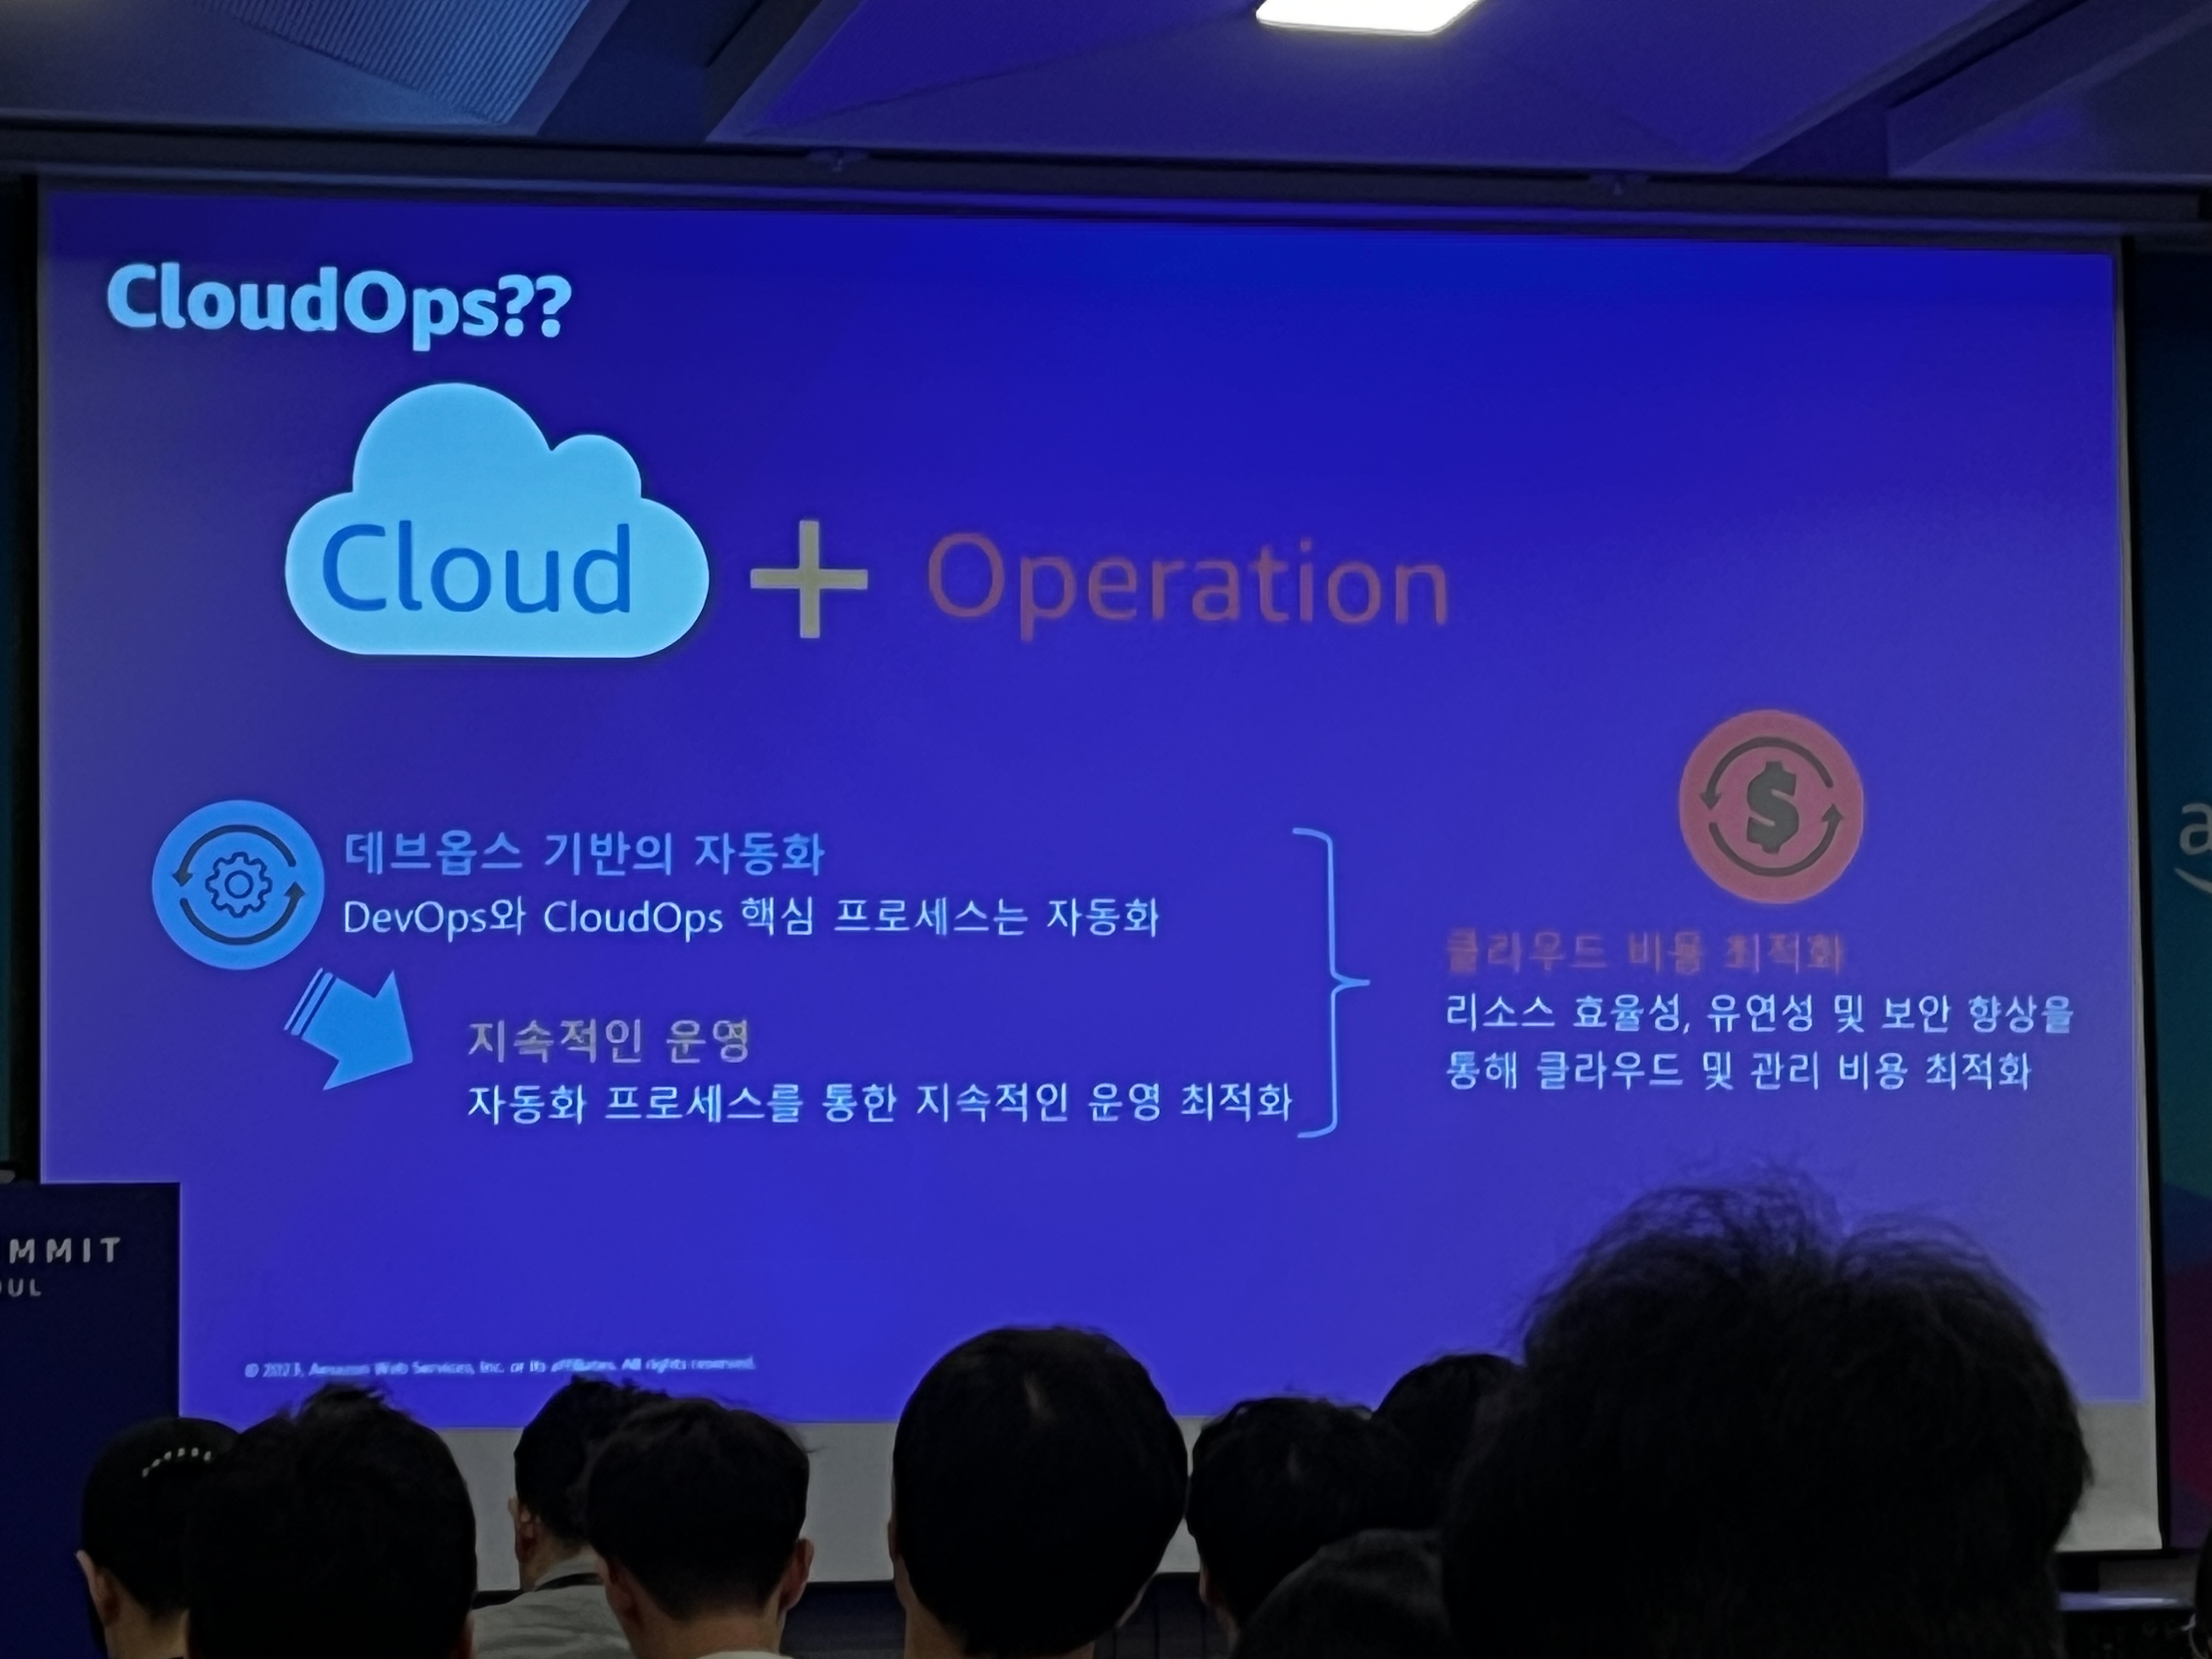 CloudOps??
Cloud + Operation
데브옵스 기반의 자동화
DevOps와 CloudOps 핵심 프로세스는 자동화
지속적인 운영
자동화 프로세스를 통한 지속적인 운영 최적화
$
클라우드 비용 최적화
리소스 효율성, 유연성 및 보안 향상을
통해 클라우드 및 관리 비용 최적화
MMIT
OUL
© 2023, Amazon Web Services, Inc. or its affiliates. All rights reserved.
a